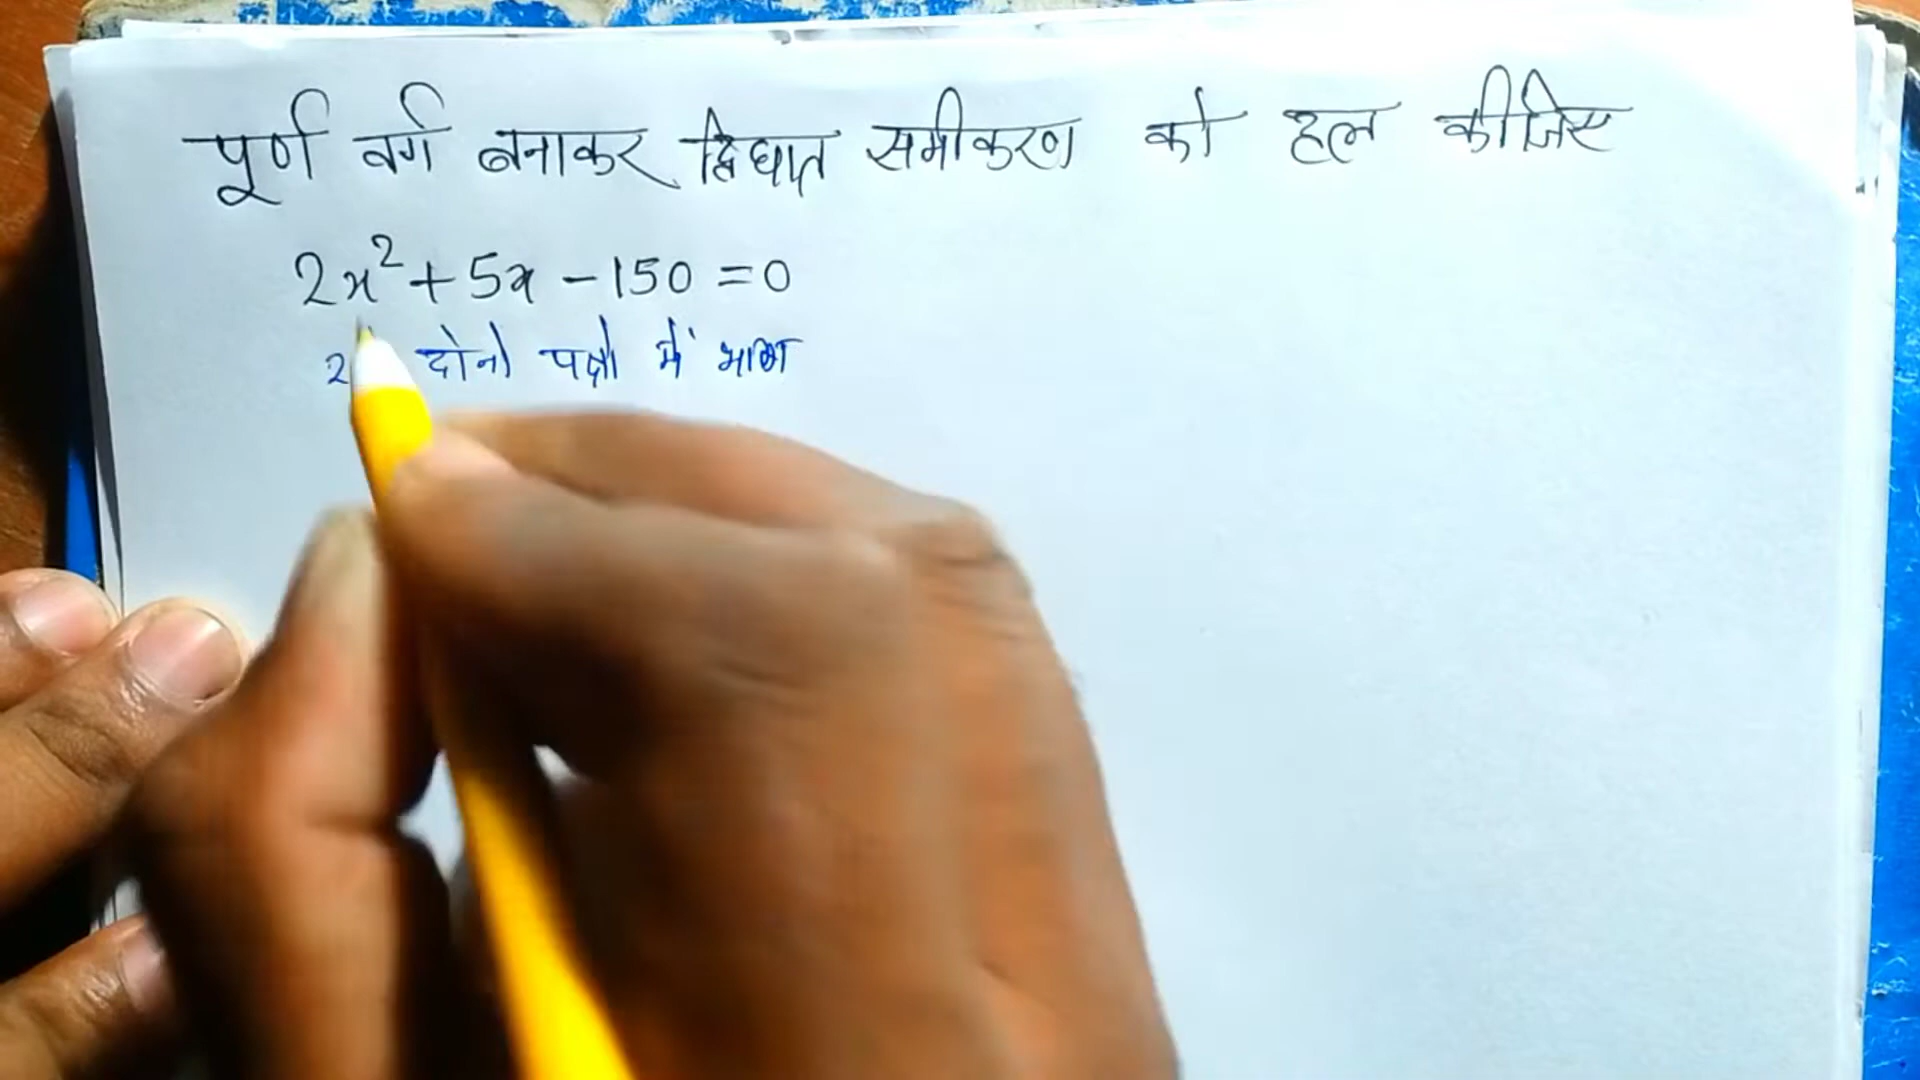 पूर्ण वर्ग बनाकर द्विघात समीकरण को हल कीजिए
2x²+5x-150=0
2 दोनो पक्षो में भाग